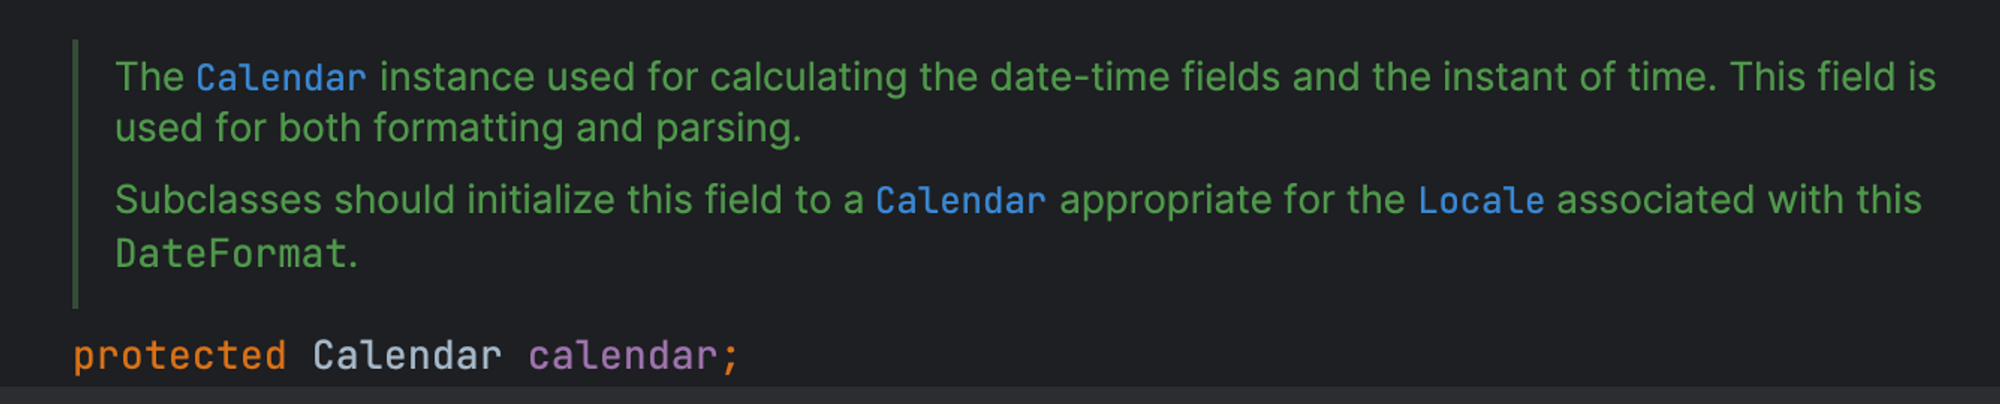 The Calendar instance used for calculating the date-time fields and the instant of time. This field is
used for both formatting and parsing.
Subclasses should initialize this field to a Calendar appropriate for the Locale associated with this
DateFormat.
protected Calendar calendar;